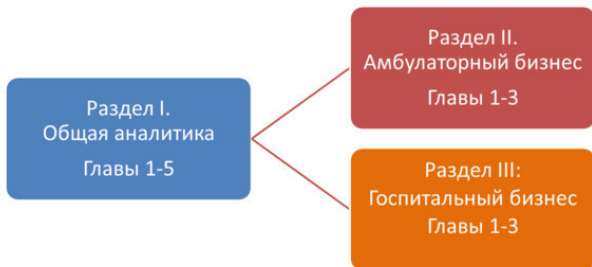 Раздел I.
Общая аналитика
Главы 1-5
Раздел II.
Амбулаторный бизнес
Главы 1-3
Раздел III:
Госпитальный бизнес
Главы 1-3